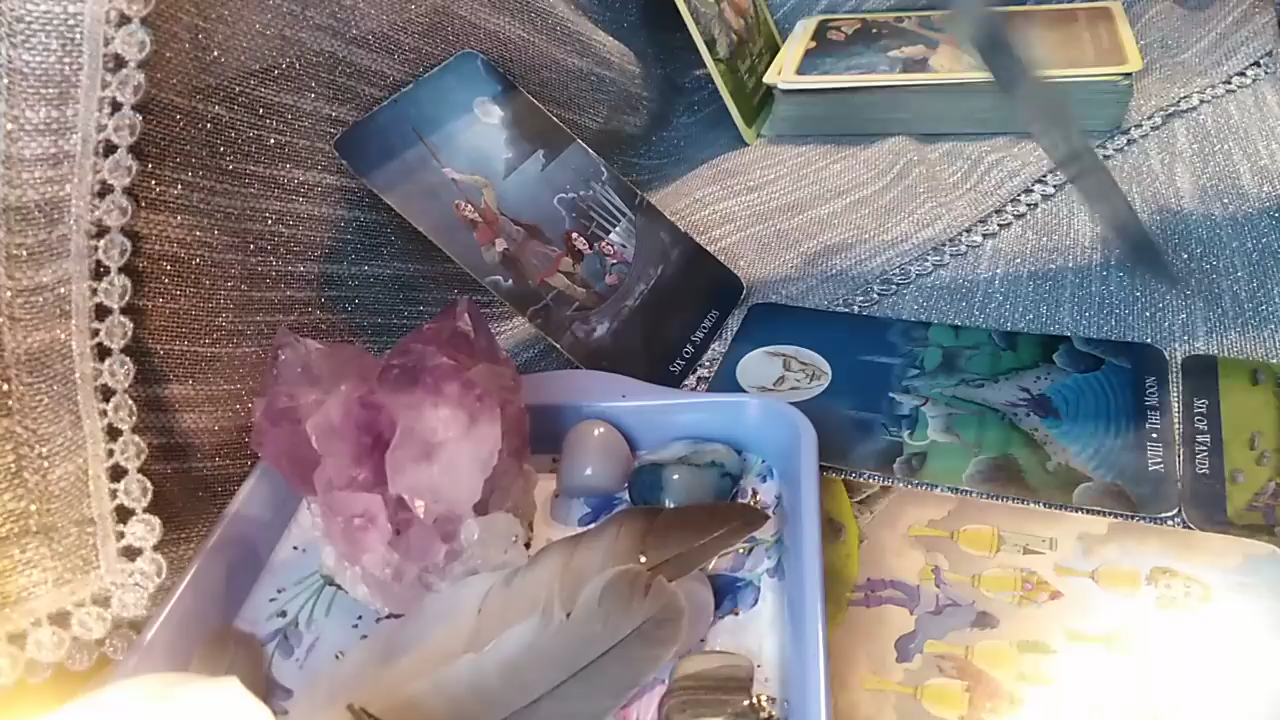 SIX OF SWORDS
XVIII • THE MOON
SIX OF WANDS